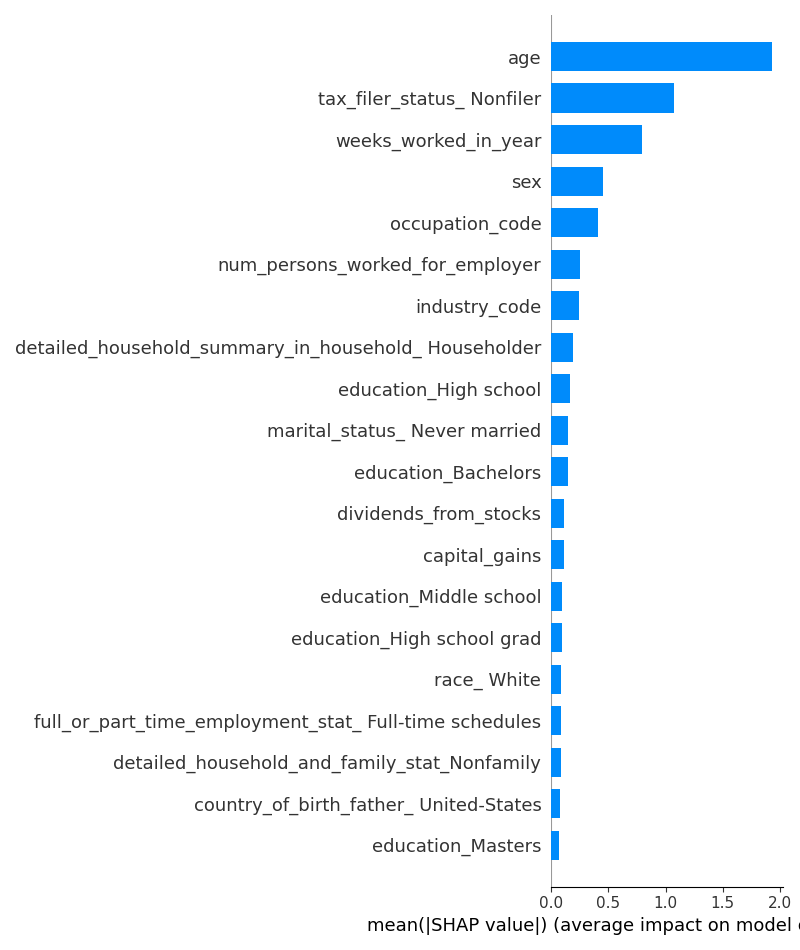 age
tax_filer_status_ Nonfiler
weeks_worked_in_year
sex
occupation_code
num_persons_worked_for_employer
industry_code
detailed_household_summary_in_household_ Householder
education_High school
marital_status_ Never married
education_Bachelors
dividends_from_stocks
capital_gains
education_Middle school
education_High school grad
race_ White
full_or_part_time_employment_stat_ Full-time schedules
detailed_household_and_family_stat_Nonfamily
country_of_birth_father_ United-States
education_Masters
0.0 0.5 1.0 1.5 2.0
mean(|SHAP value|) (average impact on model